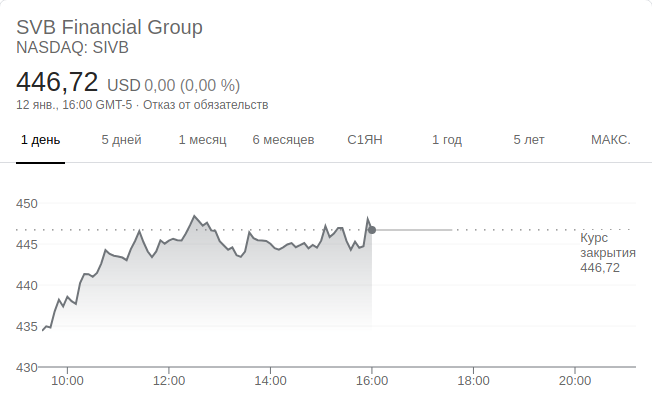 SVB Financial Group
NASDAQ: SIVB
446,72 USD 0,00 (0,00 %)
12 янв., 16:00 GMT-5 · Отказ от обязательств
1 день 5 дней 1 месяц 6 месяцев С1ЯН 1 год 5 лет МАКС.
450
445
440
435
430
Курс
закрытия
446,72
10:00 12:00 14:00 16:00 18:00 20:00